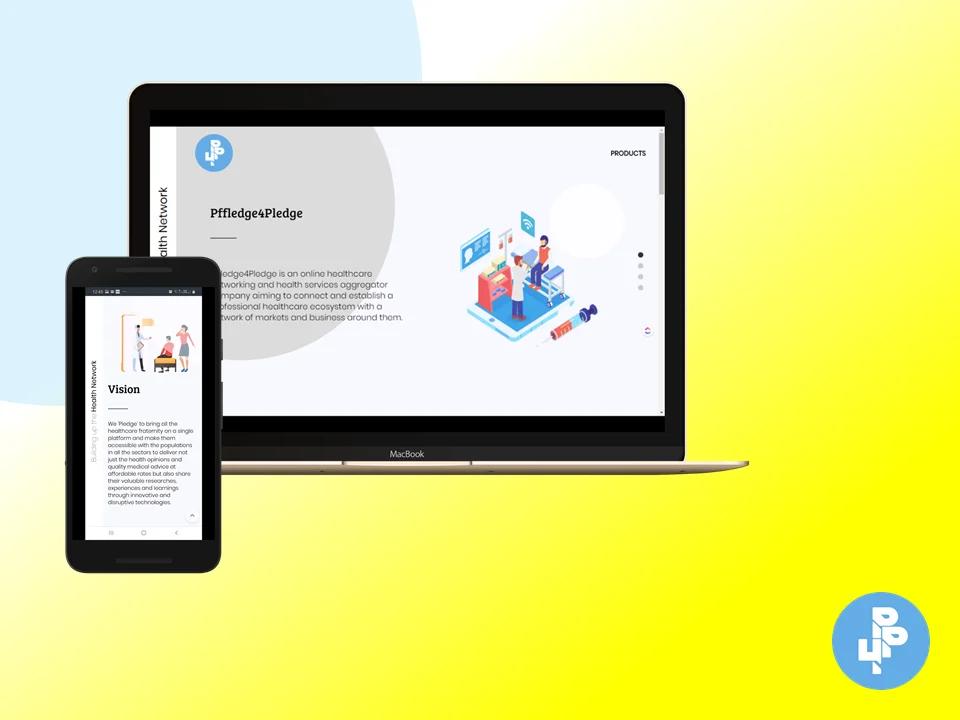 PRODUCTS
Pffledge4Pledge
alth Network
ledge4Pledge is an online healthcare
tworking and health services aggregator
mpany aiming to connect and establish a
ofessional healthcare ecosystem with a
twork of markets and business around them.
MacBook
12:45
Vision
Building up the Health Network
We 'Pledge' to bring all the
healthcare fraternity on a single
platform and make them
accessible with the populations
in all the sectors to deliver not
just the health opinions and
quality medical advice at
affordable rates but also share
their valuable researches,
experiences and learnings
through innovative and
disruptive technologies.